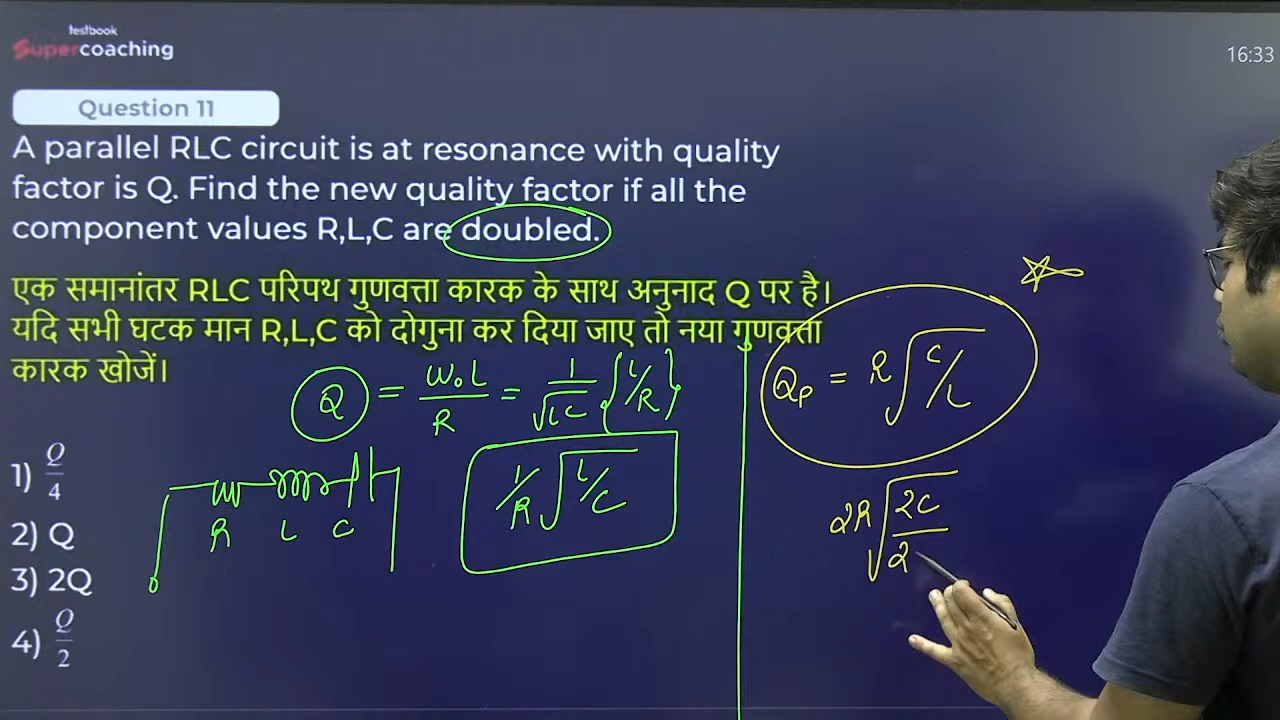 testbook
Supercoaching
16:33
Question 11
A parallel RLC circuit is at resonance with quality
factor is Q. Find the new quality factor if all the
component values R,L,C are doubled.
एक समानांतर RLC परिपथ गुणवत्ता कारक के साथ अनुनाद Q पर है।
यदि सभी घटक मान R,L,C को दोगुना कर दिया जाए तो नया गुणवत्ता
कारक खोजें।
Q = ω₀L/R = 1/√LC {L/R}
1/R √L/C
R L C
1) Q/4
2) Q
3) 2Q
4) Q/2
Qp = R√C/L
2R√2C/2